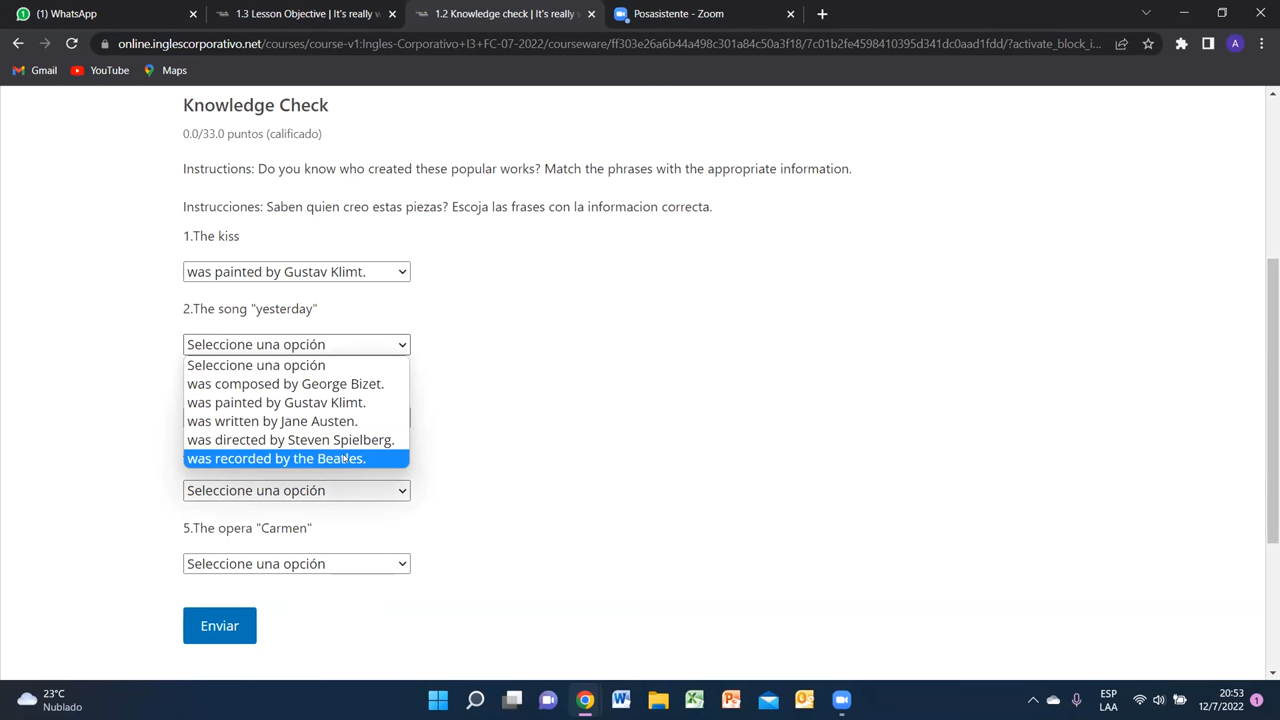 WhatsApp
1.3 Lesson Objective | It's really w
1.2 Knowledge check | It's really
Posasistente - Zoom
online.inglescorporativo.net/courses/course-v1:Ingles-Corporativo+I3+FC-07-2022/courseware/ff303e26a6b44a498c301a84c50a3f18/7c01b2fe4598410395d341dc0aad1fdd/?activate_block_i...
A
Gmail
YouTube
Maps
Knowledge Check
0.0/33.0 puntos (calificado)
Instructions: Do you know who created these popular works? Match the phrases with the appropriate information.
Instrucciones: Saben quien creo estas piezas? Escoja las frases con la informacion correcta.
1.The kiss
was painted by Gustav Klimt.
2.The song "yesterday"
Seleccione una opción
Seleccione una opción
was composed by George Bizet.
was painted by Gustav Klimt.
was written by Jane Austen.
was directed by Steven Spielberg.
was recorded by the Beatles.
Seleccione una opción
5.The opera "Carmen"
Seleccione una opción
Enviar
23°C
Nublado
ESP
LAA
20:53
12/7/2022
1